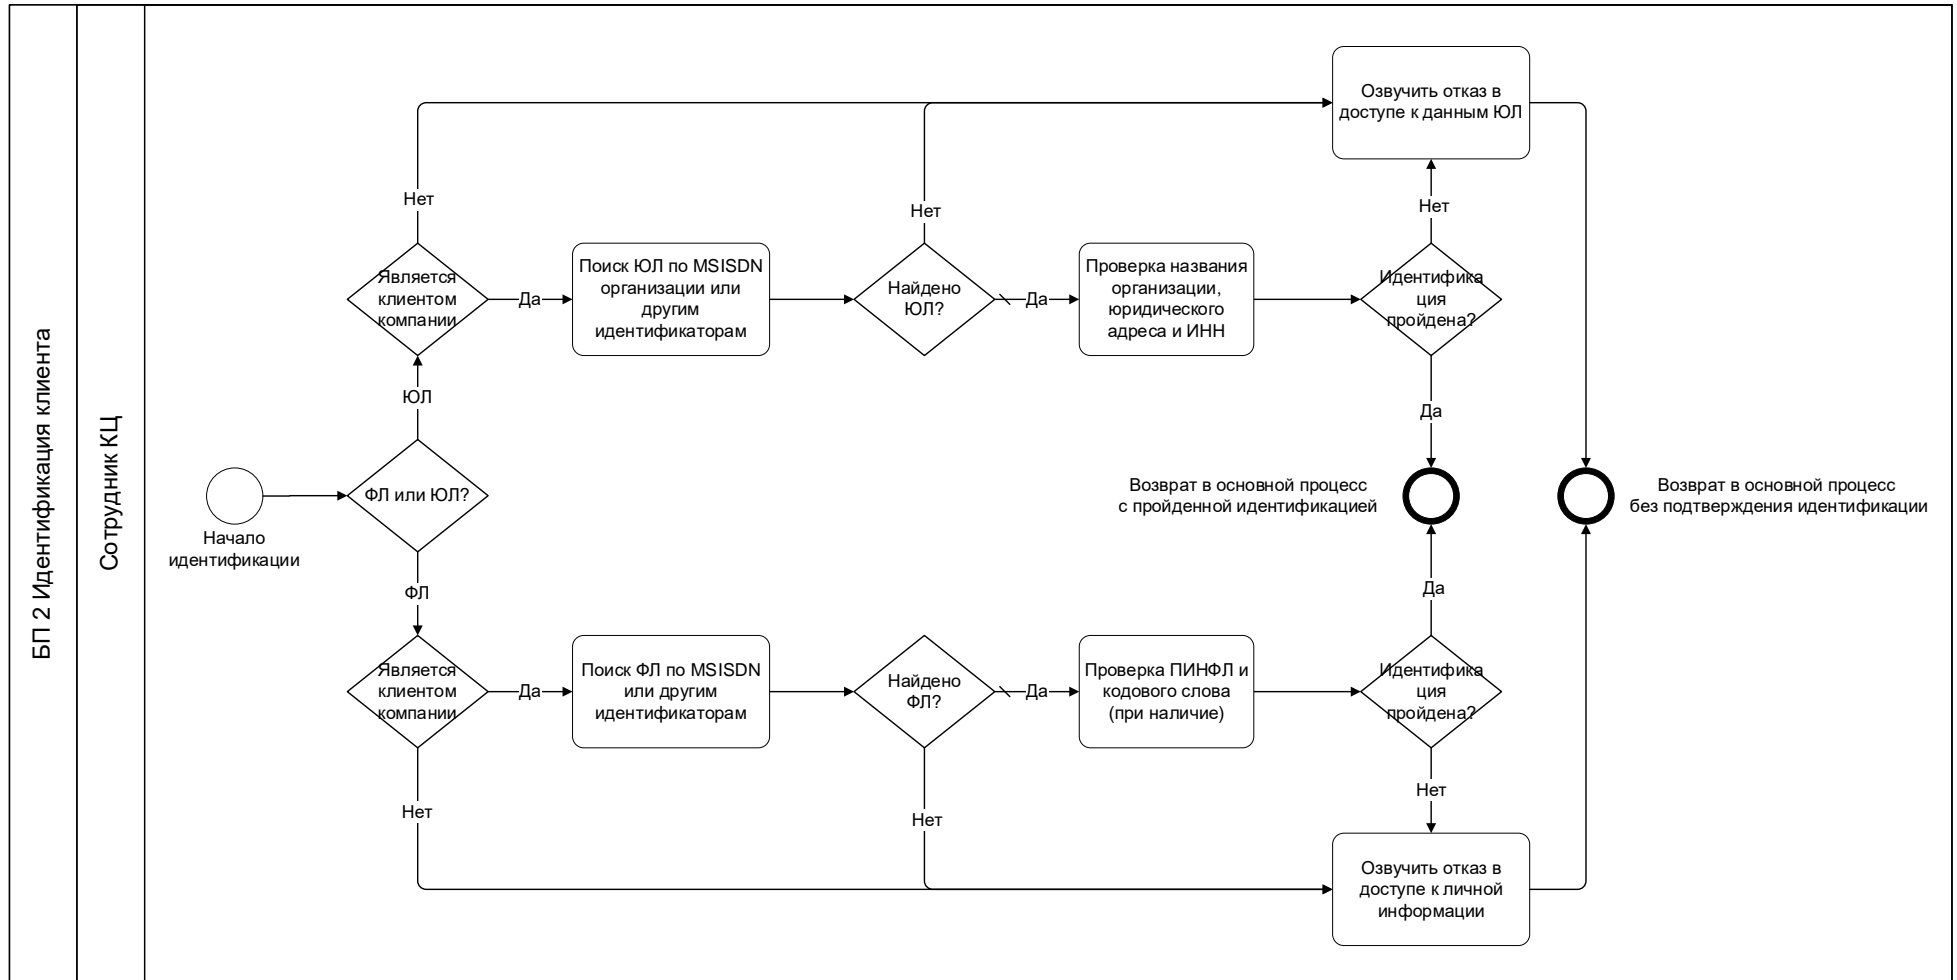 БП 2 Идентификация клиента
Сотрудник КЦ
Озвучить отказ в
доступе к данным ЮЛ
Нет
Нет
Нет
Является
клиентом
компании
Да
Поиск ЮЛ по MSISDN
организации или
другим
идентификаторам
Найдено
ЮЛ?
Да
Проверка названия
организации,
юридического
адреса и ИНН
Идентифика
ция
пройдена?
ЮЛ
Да
Начало
идентификации
ФЛ или ЮЛ?
Возврат в основной процесс
с пройденной идентификацией
Возврат в основной процесс
без подтверждения идентификации
ФЛ
Да
Является
клиентом
компании
Да
Поиск ФЛ по MSISDN
или другим
идентификаторам
Найдено
ФЛ?
Да
Проверка ПИНФЛ и
кодового слова
(при наличие)
Идентифика
ция
пройдена?
Нет
Нет
Нет
Озвучить отказ в
доступе к личной
информации